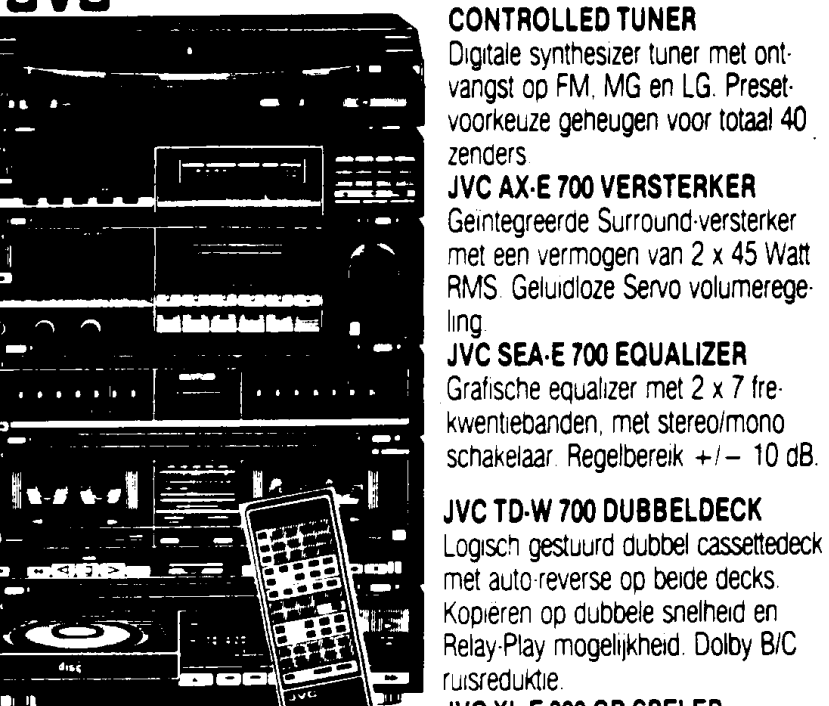 JVC
CONTROLLED TUNER
Digitale synthesizer tuner met ont-
vangst op FM, MG en LG. Preset-
voorkeuze geheugen voor totaal 40
zenders.
JVC AX-E 700 VERSTERKER
Geïntegreerde Surround-versterker
met een vermogen van 2 x 45 Watt
RMS. Geluidloze Servo volumerege-
ling.
JVC SEA-E 700 EQUALIZER
Grafische equalizer met 2 x 7 fre-
kwentiebanden, met stereo/mono
schakelaar. Regelbereik +/− 10 dB.
JVC TD-W 700 DUBBELDECK
Logisch gestuurd dubbel cassettedeck
met auto-reverse op beide decks.
Kopiëren op dubbele snelheid en
Relay-Play mogelijkheid. Dolby B/C
ruisreduktie.
disc
JVC